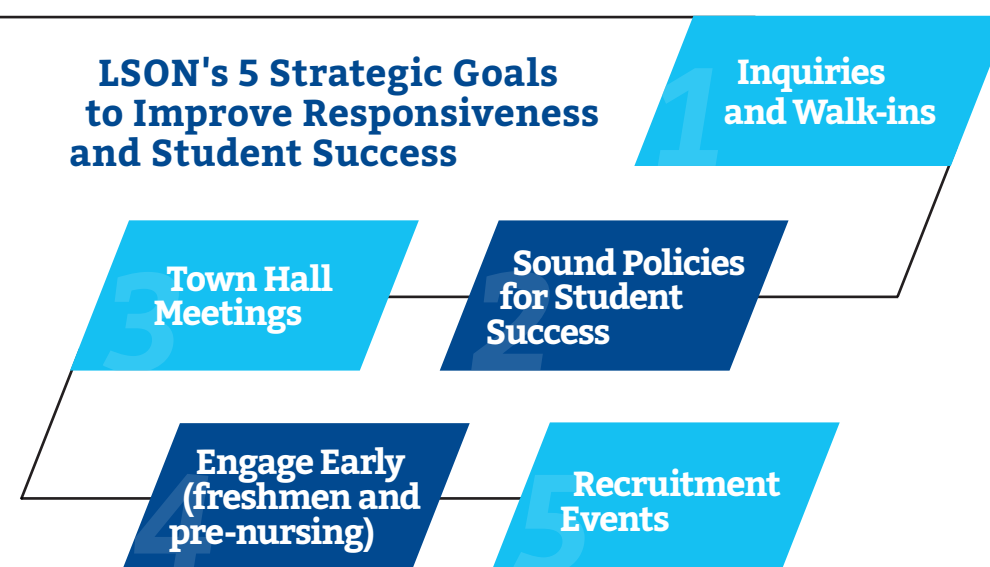 LSON's 5 Strategic Goals
to Improve Responsiveness
and Student Success
1
Inquiries
and Walk-ins
2
Sound Policies
for Student
Success
3
Town Hall
Meetings
4
Engage Early
(freshmen and
pre-nursing)
5
Recruitment
Events